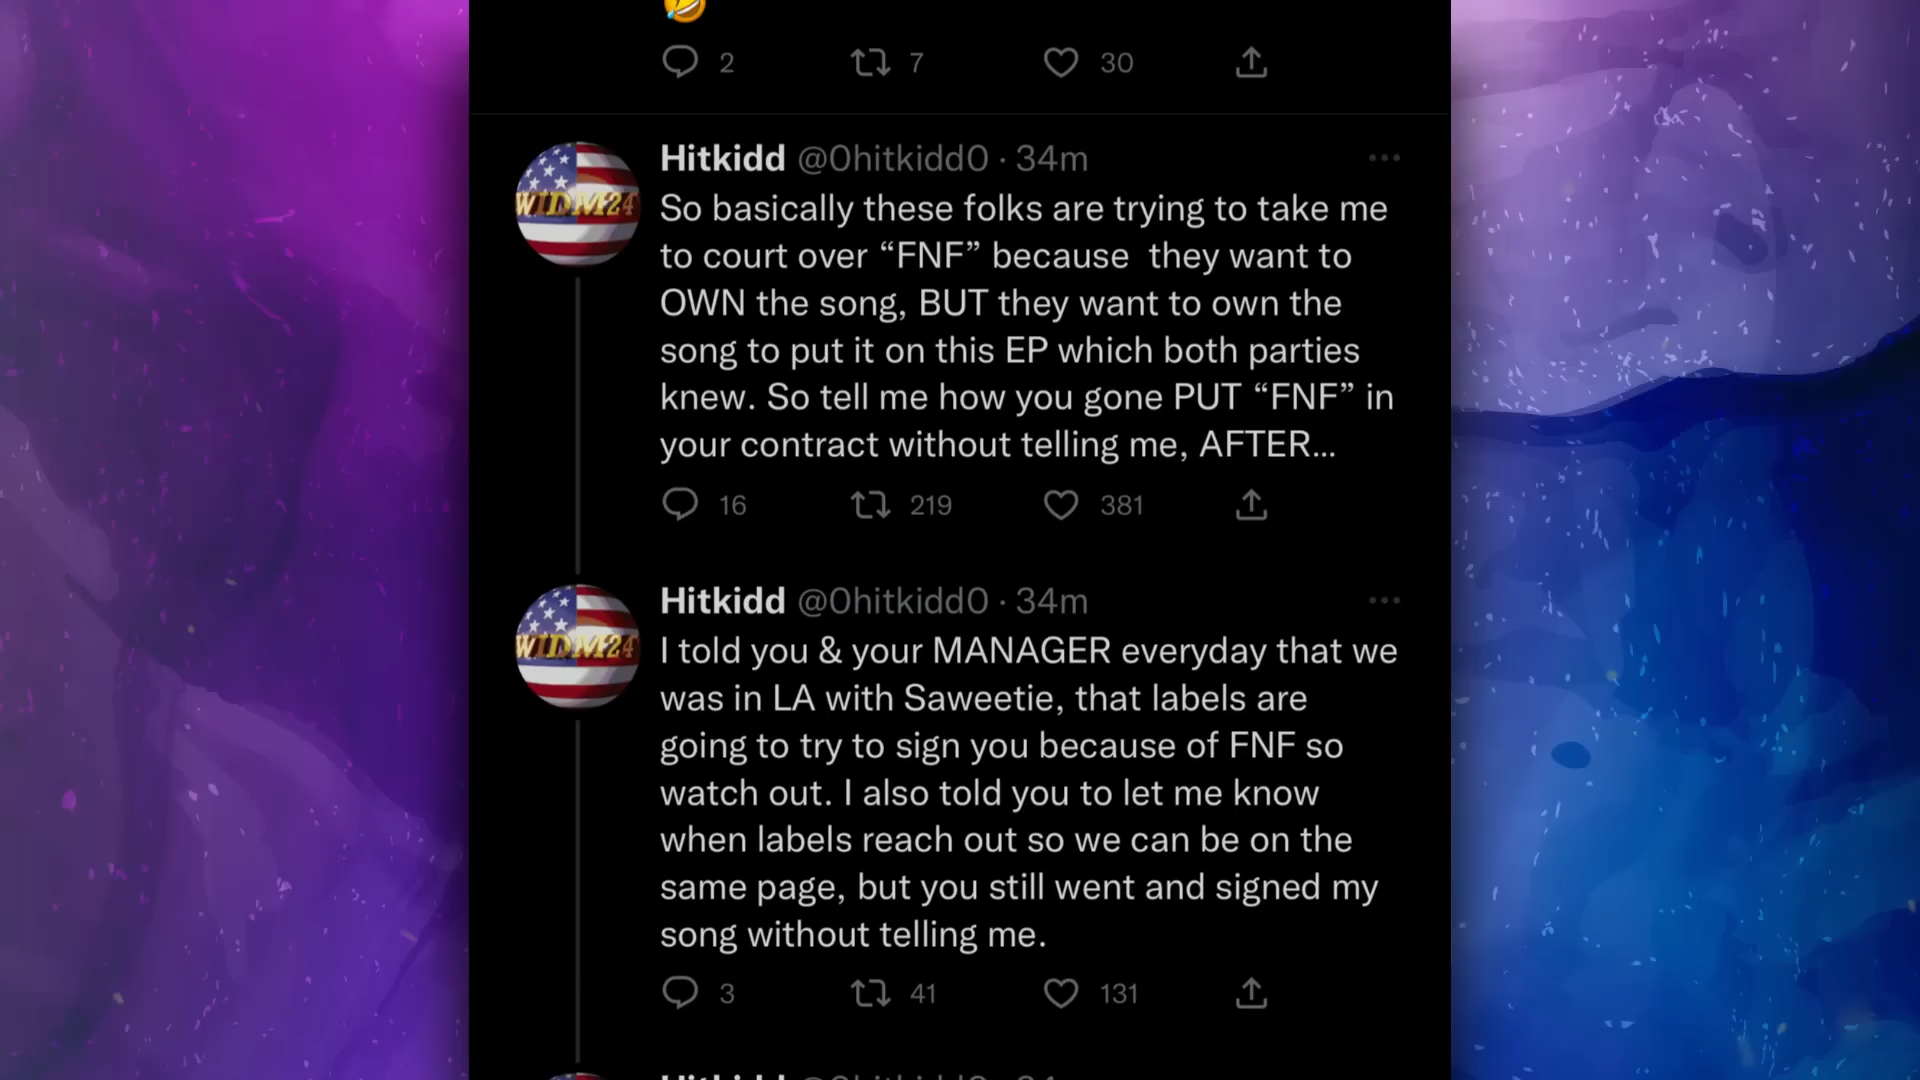 2 7 30
Hitkidd @0hitkidd0 · 34m
WIDM24
So basically these folks are trying to take me
to court over “FNF” because  they want to
OWN the song, BUT they want to own the
song to put it on this EP which both parties
knew. So tell me how you gone PUT “FNF” in
your contract without telling me, AFTER...
16 219 381
Hitkidd @0hitkidd0 · 34m
WIDM24
I told you & your MANAGER everyday that we
was in LA with Saweetie, that labels are
going to try to sign you because of FNF so
watch out. I also told you to let me know
when labels reach out so we can be on the
same page, but you still went and signed my
song without telling me.
3 41 131